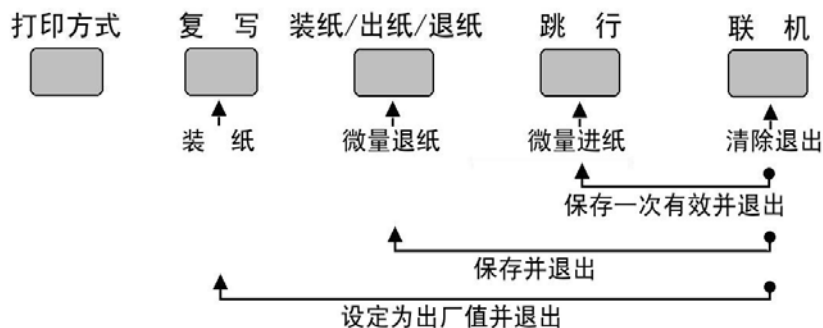 打印方式 复 写 装纸/出纸/退纸 跳 行 联 机
装 纸 微量退纸 微量进纸 清除退出
保存一次有效并退出
保存并退出
设定为出厂值并退出